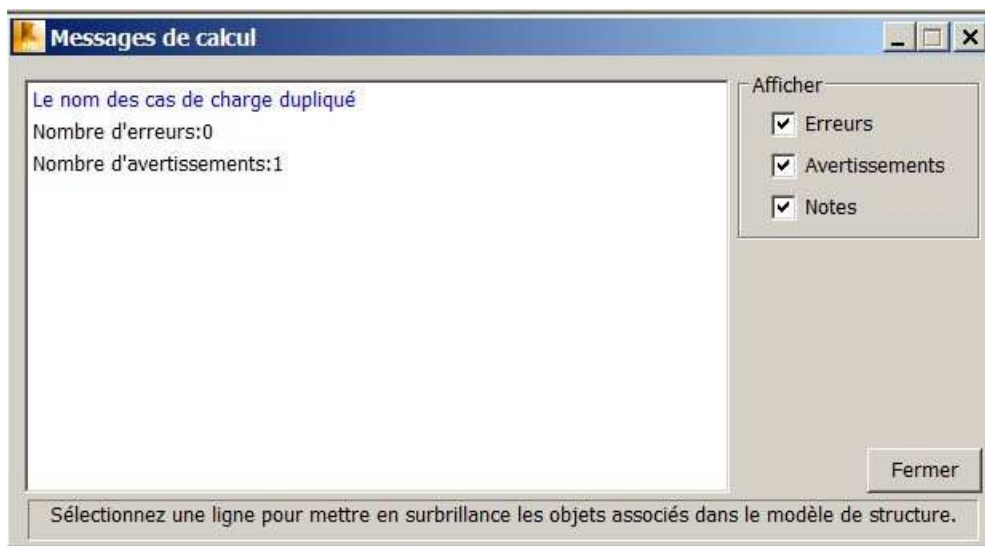 Messages de calcul
Le nom des cas de charge dupliqué
Nombre d'erreurs:0
Nombre d'avertissements:1
Afficher
Erreurs
Avertissements
Notes
Fermer
Sélectionnez une ligne pour mettre en surbrillance les objets associés dans le modèle de structure.